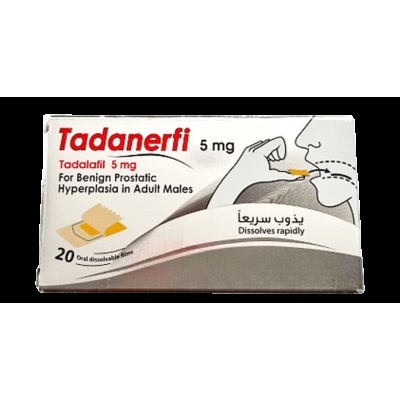 Tadanerfi 5 mg
Tadalafil 5 mg
For Benign Prostatic
Hyperplasia in Adult Males
يذوب سريعاً
Dissolves rapidly
20 Oral dissolvable films